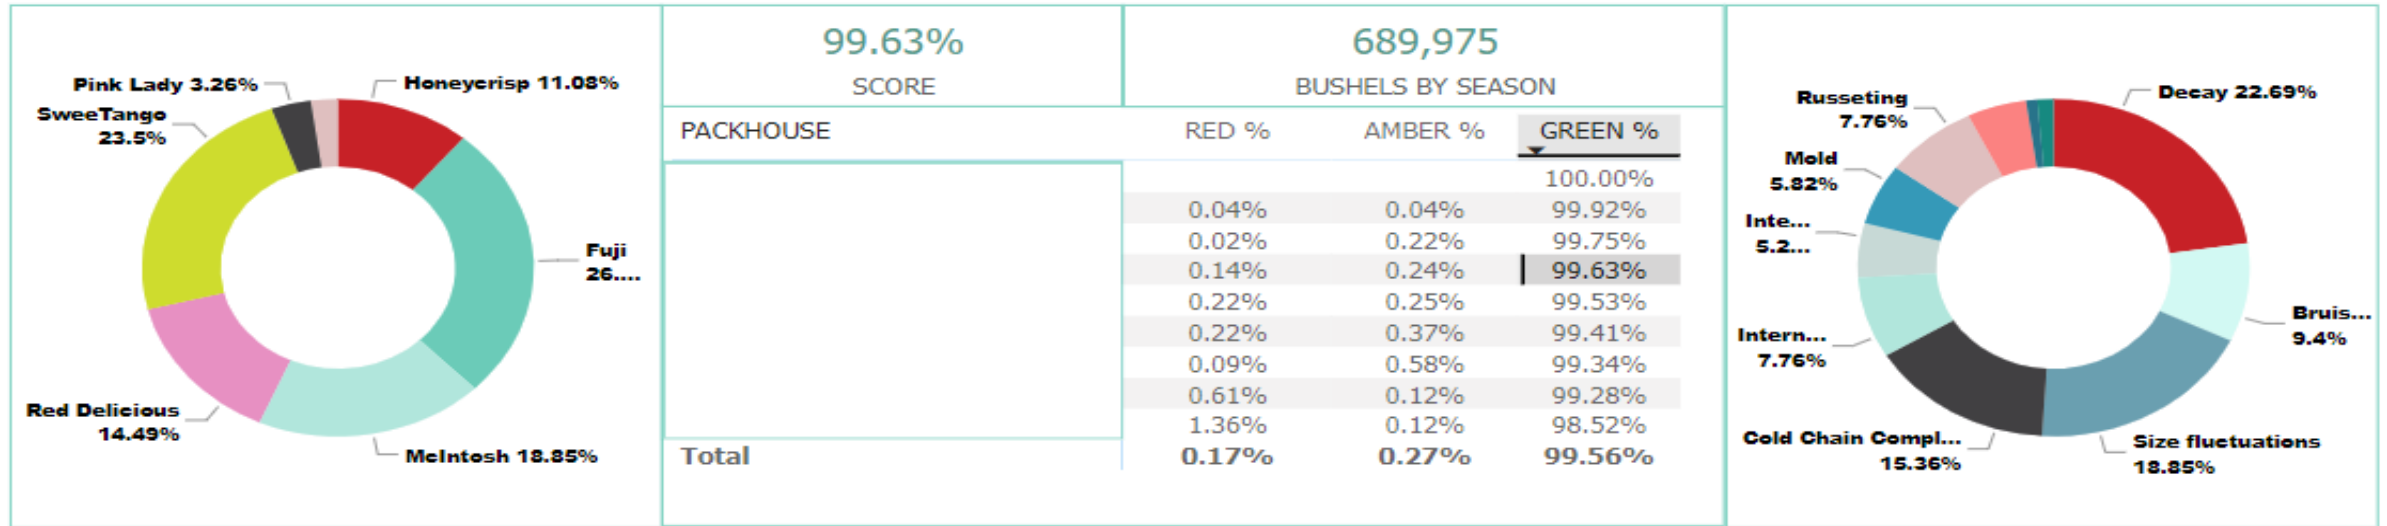 Pink Lady 3.26%
Honeycrisp 11.08%
SweeTango
23.5%
Fuji
26....
Red Delicious
14.49%
McIntosh 18.85%
99.63%
SCORE
689,975
BUSHELS BY SEASON
PACKHOUSE RED % AMBER % GREEN %
100.00%
0.04% 0.04% 99.92%
0.02% 0.22% 99.75%
0.14% 0.24% 99.63%
0.22% 0.25% 99.53%
0.22% 0.37% 99.41%
0.09% 0.58% 99.34%
0.61% 0.12% 99.28%
1.36% 0.12% 98.52%
Total 0.17% 0.27% 99.56%
Russeting
7.76%
Decay 22.69%
Mold
5.82%
Inte...
5.2...
Bruis...
9.4%
Intern...
7.76%
Cold Chain Compl...
15.36%
Size fluctuations
18.85%